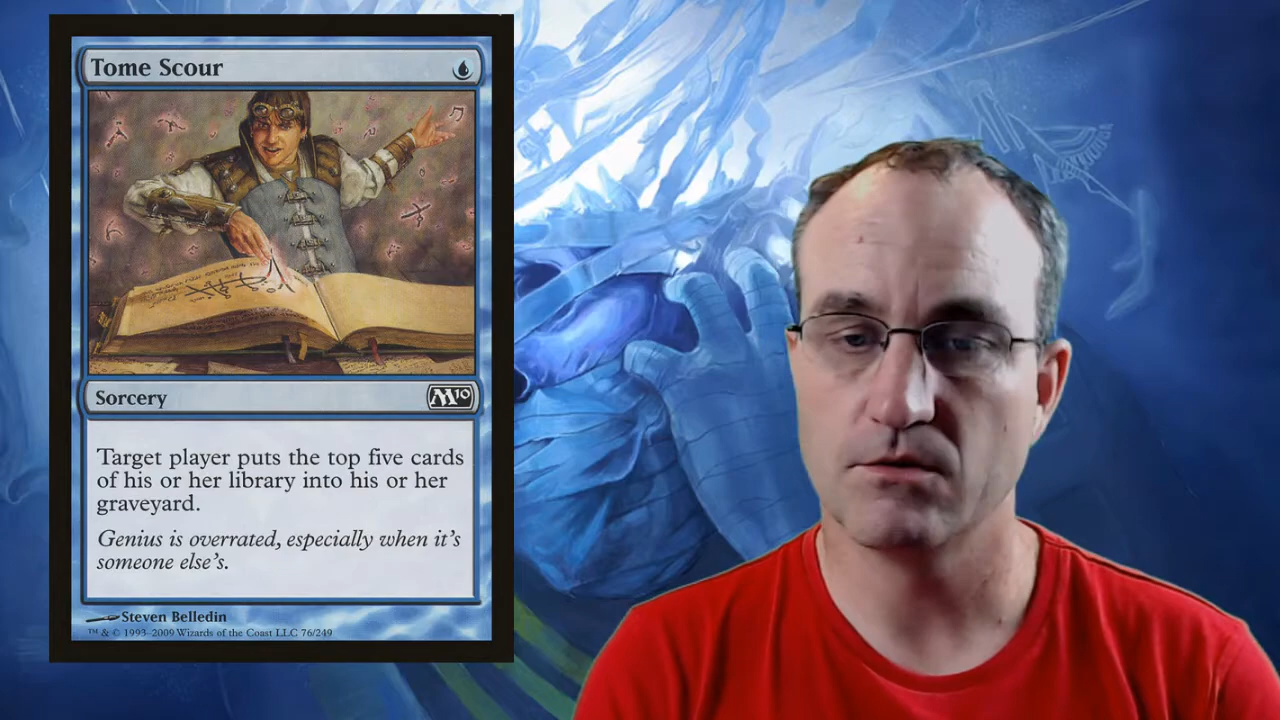 Tome Scour
Sorcery
M10
Target player puts the top five cards
of his or her library into his or her
graveyard.
Genius is overrated, especially when it's
someone else's.
Steven Belledin
™ & © 1993–2009 Wizards of the Coast LLC 76/249